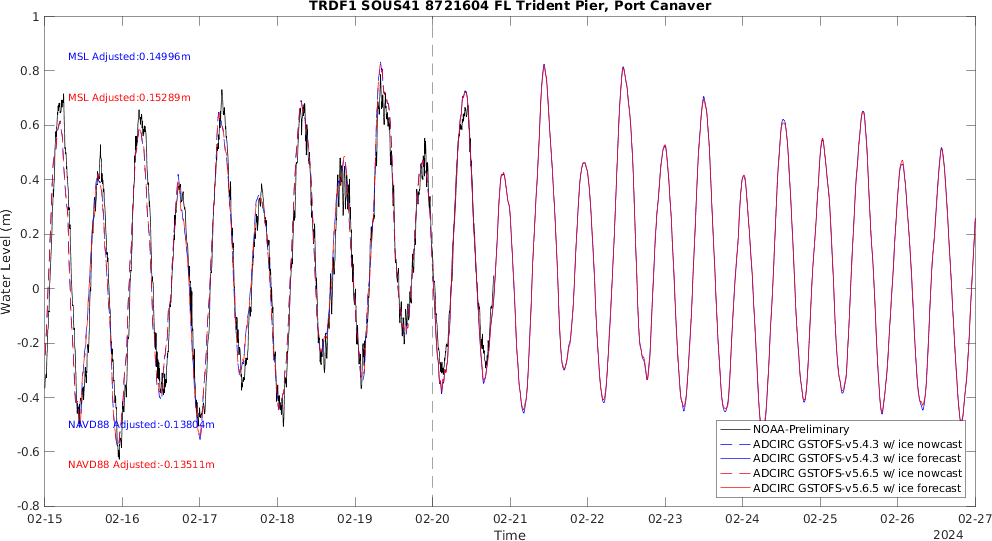 TRDF1 SOUS41 8721604 FL Trident Pier, Port Canaver
1
0.8
0.6
0.4
0.2
0
-0.2
-0.4
-0.6
-0.8
Water Level (m)
MSL Adjusted:0.14996m
MSL Adjusted:0.15289m
NAVD88 Adjusted:-0.13804m
NAVD88 Adjusted:-0.13511m
NOAA-Preliminary
ADCIRC GSTOFS-v5.4.3 w/ ice nowcast
ADCIRC GSTOFS-v5.4.3 w/ ice forecast
ADCIRC GSTOFS-v5.6.5 w/ ice nowcast
ADCIRC GSTOFS-v5.6.5 w/ ice forecast
02-15 02-16 02-17 02-18 02-19 02-20 02-21 02-22 02-23 02-24 02-25 02-26 02-27
Time
2024